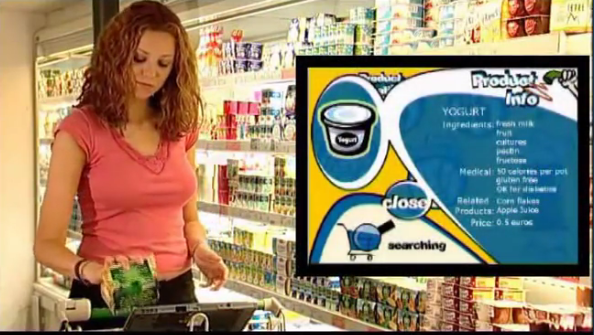 Product
Product
Info
YOGURT
Ingredients: fresh milk
fruit
cultures
pectin
fructose
Medical: 50 calories per pot
gluten free
OK for diabetes
Related Corn flakes
Products: Apple Juice
Price: 0.5 euros
Yogurt
close
searching